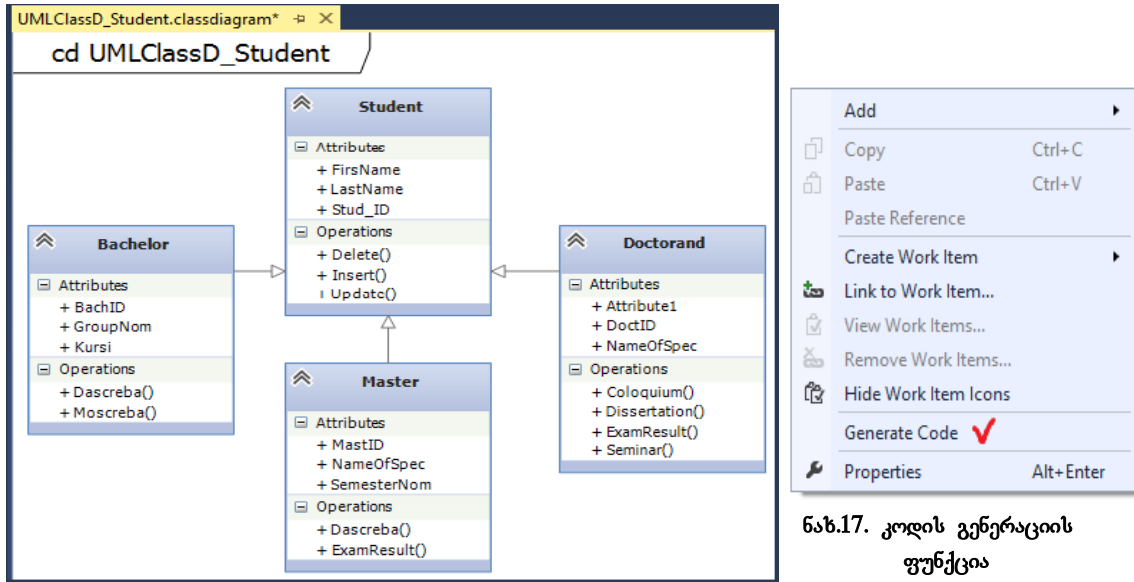 UMLClassD_Student.classdiagram*
cd UMLClassD_Student
Student
Attributes
+ FirsName
+ LastName
+ Stud_ID
Operations
+ Delete()
+ Insert()
+ Update()
Bachelor
Attributes
+ BachID
+ GroupNom
+ Kursi
Operations
+ Dascreba()
+ Moscreba()
Doctorand
Attributes
+ Attribute1
+ DoctID
+ NameOfSpec
Operations
+ Coloquium()
+ Dissertation()
+ ExamResult()
+ Seminar()
Master
Attributes
+ MastID
+ NameOfSpec
+ SemesterNom
Operations
+ Dascreba()
+ ExamResult()
Add
Copy Ctrl+C
Paste Ctrl+V
Paste Reference
Create Work Item
Link to Work Item...
View Work Items...
Remove Work Items...
Hide Work Item Icons
Generate Code
Properties Alt+Enter
ნახ.17. კოდის გენერაციის
ფუნქცია